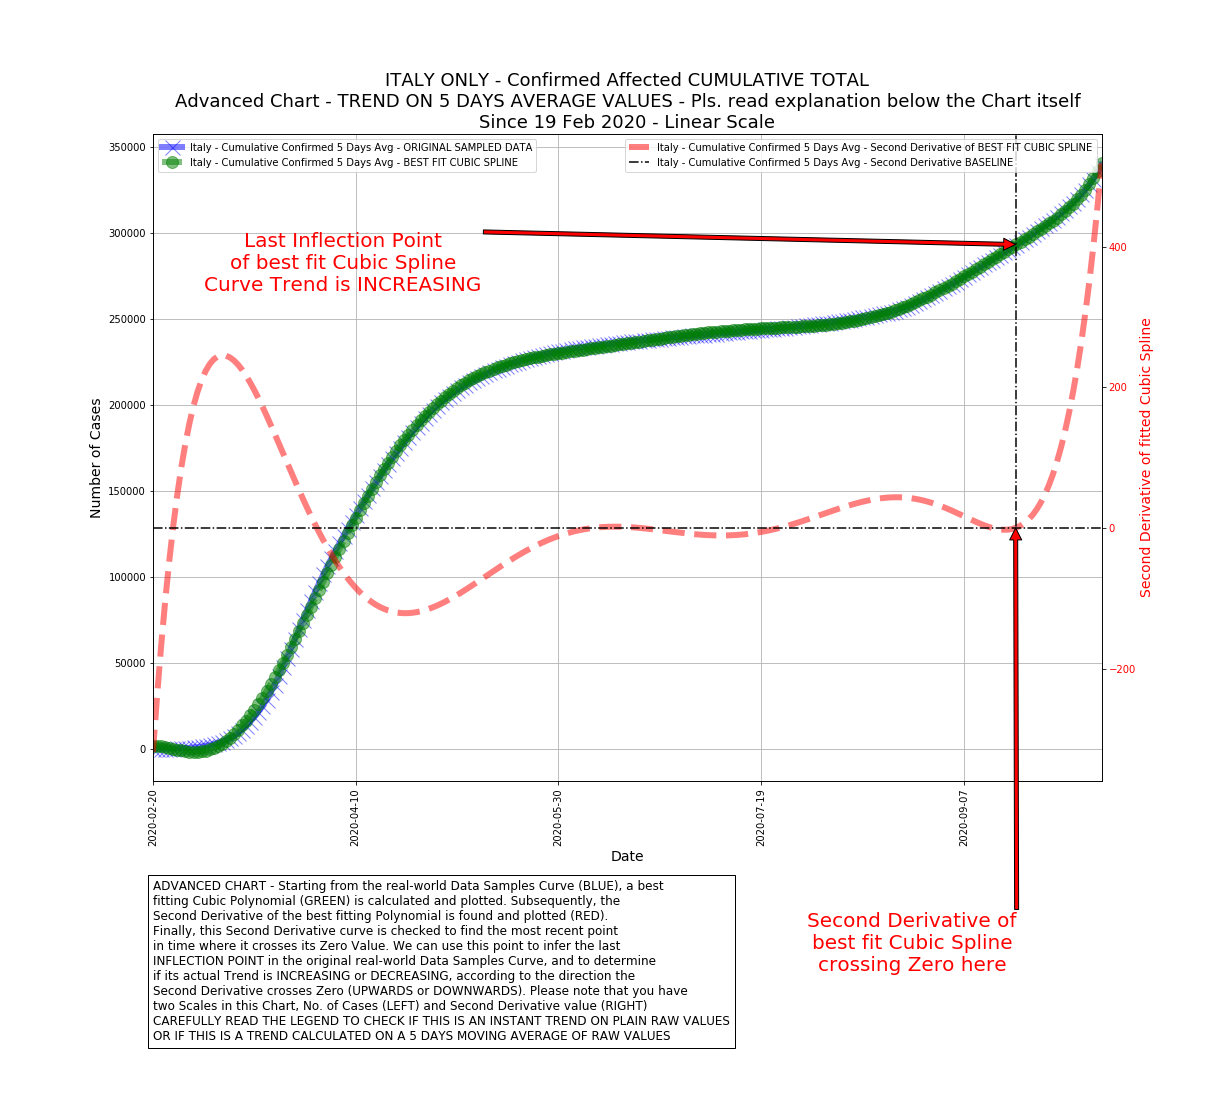 ITALY ONLY - Confirmed Affected CUMULATIVE TOTAL
Advanced Chart - TREND ON 5 DAYS AVERAGE VALUES - Pls. read explanation below the Chart itself
Since 19 Feb 2020 - Linear Scale
Italy - Cumulative Confirmed 5 Days Avg - ORIGINAL SAMPLED DATA
Italy - Cumulative Confirmed 5 Days Avg - BEST FIT CUBIC SPLINE
Italy - Cumulative Confirmed 5 Days Avg - Second Derivative of BEST FIT CUBIC SPLINE
Italy - Cumulative Confirmed 5 Days Avg - Second Derivative BASELINE
350000
300000
250000
200000
150000
100000
50000
0
Number of Cases
Last Inflection Point
of best fit Cubic Spline
Curve Trend is INCREASING
400
200
0
−200
Second Derivative of fitted Cubic Spline
2020-02-20
2020-04-10
2020-05-30
2020-07-19
2020-09-07
Date
ADVANCED CHART - Starting from the real-world Data Samples Curve (BLUE), a best
fitting Cubic Polynomial (GREEN) is calculated and plotted. Subsequently, the
Second Derivative of the best fitting Polynomial is found and plotted (RED).
Finally, this Second Derivative curve is checked to find the most recent point
in time where it crosses its Zero Value. We can use this point to infer the last
INFLECTION POINT in the original real-world Data Samples Curve, and to determine
if its actual Trend is INCREASING or DECREASING, according to the direction the
Second Derivative crosses Zero (UPWARDS or DOWNWARDS). Please note that you have
two Scales in this Chart, No. of Cases (LEFT) and Second Derivative value (RIGHT)
CAREFULLY READ THE LEGEND TO CHECK IF THIS IS AN INSTANT TREND ON PLAIN RAW VALUES
OR IF THIS IS A TREND CALCULATED ON A 5 DAYS MOVING AVERAGE OF RAW VALUES
Second Derivative of
best fit Cubic Spline
crossing Zero here